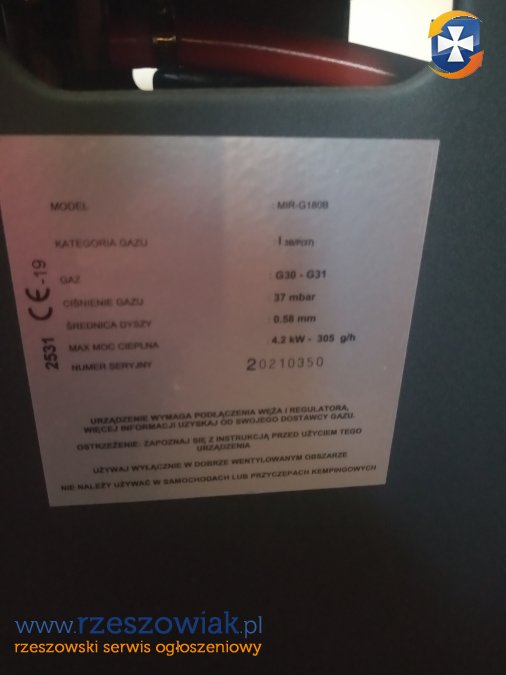 MODEL : MIR-G180B
KATEGORIA GAZU : I 3B/P(37)
GAZ : G30 - G31
CIŚNIENIE GAZU : 37 mbar
ŚREDNICA DYSZY : 0.58 mm
MAX MOC CIEPLNA : 4.2 kW - 305 g/h
NUMER SERYJNY 20210350
2531 CE-19
URZĄDZENIE WYMAGA PODŁĄCZENIA WĘŻA I REGULATORA,
WIĘCEJ INFORMACJI UZYSKAJ OD SWOJEGO DOSTAWCY GAZU.
OSTRZEŻENIE: ZAPOZNAJ SIĘ Z INSTRUKCJĄ PRZED UŻYCIEM TEGO
URZĄDZENIA
UŻYWAJ WYŁĄCZNIE W DOBRZE WENTYLOWANYM OBSZARZE
NIE NALEŻY UŻYWAĆ W SAMOCHODACH LUB PRZYCZEPACH KEMPINGOWYCH
www.rzeszowiak.pl
rzeszowski serwis ogłoszeniowy